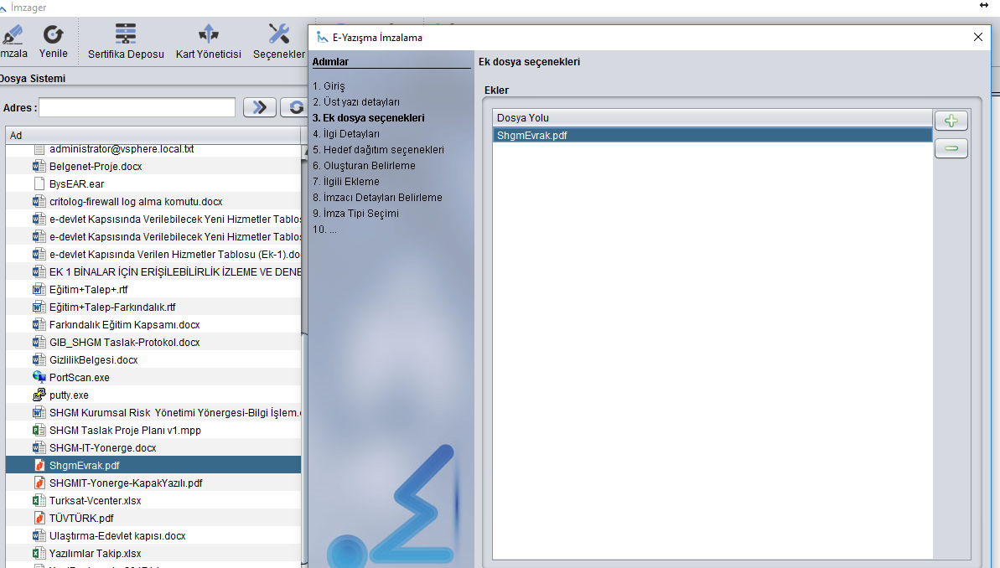 İmzager
mzala
Yenile
Sertifika Deposu
Kart Yöneticisi
Seçenekler
Dosya Sistemi
Adres :
Ad
administrator@vsphere.local.txt
Belgenet-Proje.docx
BysEAR.ear
critolog-firewall log alma komutu.docx
e-devlet Kapsısında Verilebilecek Yeni Hizmetler Tablos
e-devlet Kapısında Verilebilecek Yeni Hizmetler Tablos
e-devlet Kapısında Verilen Hizmetler Tablosu (Ek-1).do
EK 1 BİNALAR İÇİN ERİŞİLEBİLİRLİK İZLEME VE DENE
Eğitim+Talep+.rtf
Eğitim+Talep-Farkındalık.rtf
Farkındalık Eğitim Kapsamı.docx
GIB_SHGM Taslak-Protokol.docx
GizlilikBelgesi.docx
PortScan.exe
putty.exe
SHGM Kurumsal Risk Yönetimi Yönergesi-Bilgi İşlem.
SHGM Taslak Proje Planı v1.mpp
SHGM-IT-Yonerge.docx
ShgmEvrak.pdf
SHGMIT-Yonerge-KapakYazılı.pdf
Turksat-Vcenter.xlsx
TÜVTÜRK.pdf
Ulaştırma-Edevlet kapısı.docx
Yazılımlar Takip.xlsx
E-Yazışma İmzalama
Adımlar
1. Giriş
2. Üst yazı detayları
3. Ek dosya seçenekleri
4. İlgi Detayları
5. Hedef dağıtım seçenekleri
6. Oluşturan Belirleme
7. İlgili Ekleme
8. İmzacı Detayları Belirleme
9. İmza Tipi Seçimi
10. ...
Ek dosya seçenekleri
Ekler
Dosya Yolu
ShgmEvrak.pdf